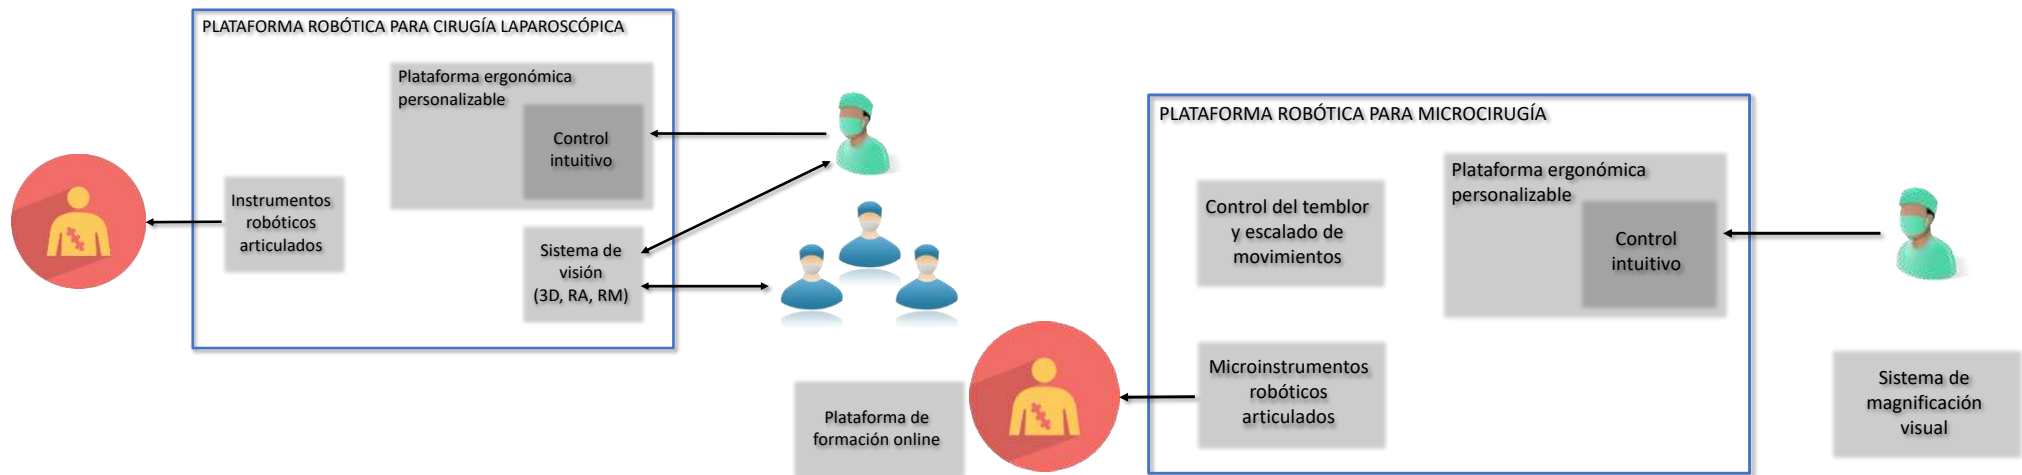 PLATAFORMA ROBÓTICA PARA CIRUGÍA LAPAROSCÓPICA
Plataforma ergonómica
personalizable
Control
intuitivo
Instrumentos
robóticos
articulados
Sistema de
visión
(3D, RA, RM)
Plataforma de
formación online
PLATAFORMA ROBÓTICA PARA MICROCIRUGÍA
Plataforma ergonómica
personalizable
Control
intuitivo
Control del temblor
y escalado de
movimientos
Microinstrumentos
robóticos
articulados
Sistema de
magnificación
visual